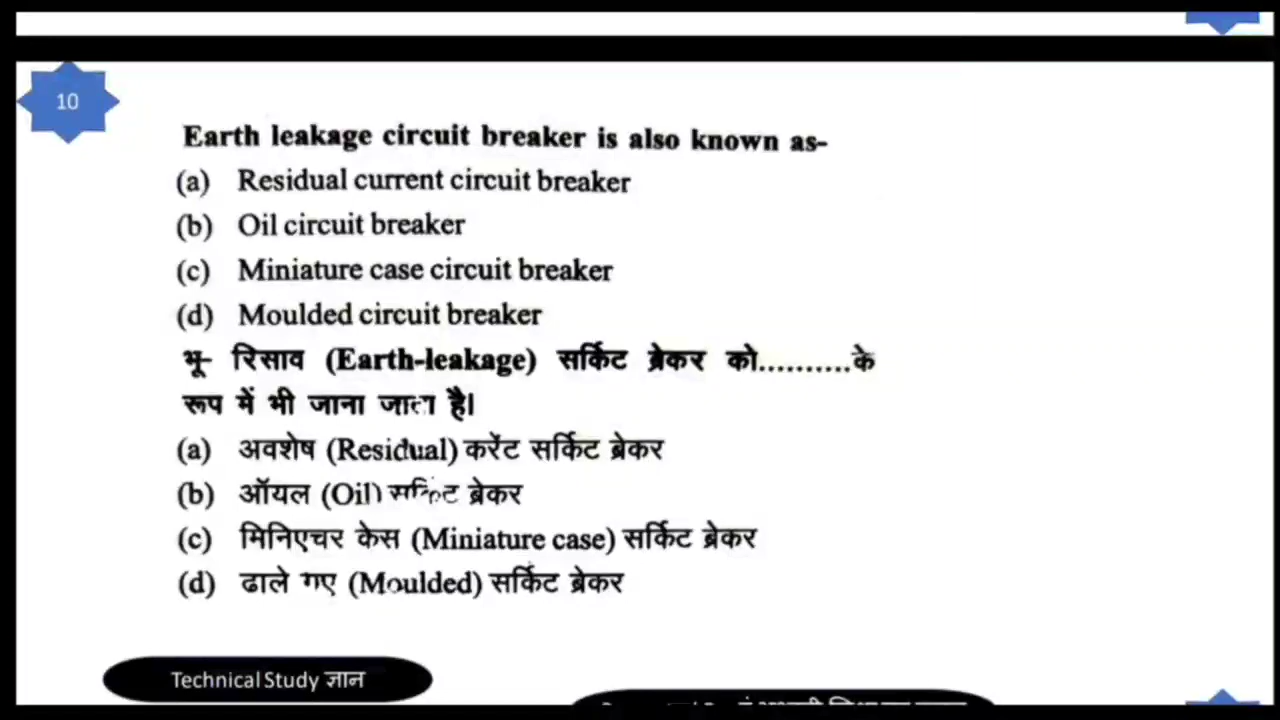 10
Earth leakage circuit breaker is also known as-
(a) Residual current circuit breaker
(b) Oil circuit breaker
(c) Miniature case circuit breaker
(d) Moulded circuit breaker
भू- रिसाव (Earth-leakage) सर्किट ब्रेकर को..........के
रूप में भी जाना जाता है।
(a) अवशेष (Residual) करेंट सर्किट ब्रेकर
(b) ऑयल (Oil) सर्किट ब्रेकर
(c) मिनिएचर केस (Miniature case) सर्किट ब्रेकर
(d) ढाले गए (Moulded) सर्किट ब्रेकर
Technical Study ज्ञान